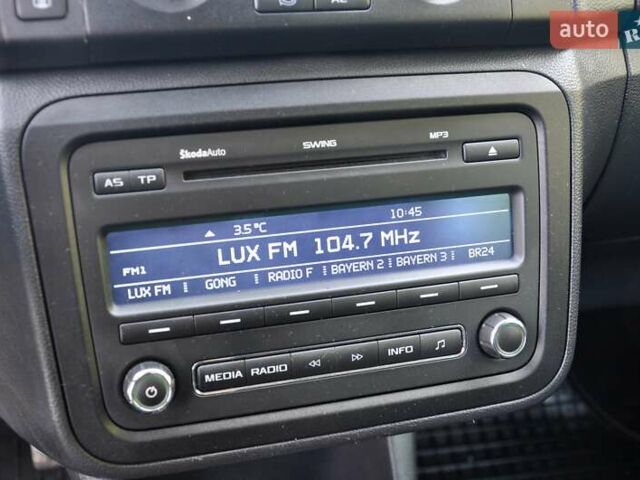 AC
auto
R
ŠkodaAuto SWING MP3
AS TP
3.5°C 10:45
LUX FM 104.7 MHz
FM1
LUX FM GONG RADIO F BAYERN 2 BAYERN 3 BR24
MEDIA RADIO INFO